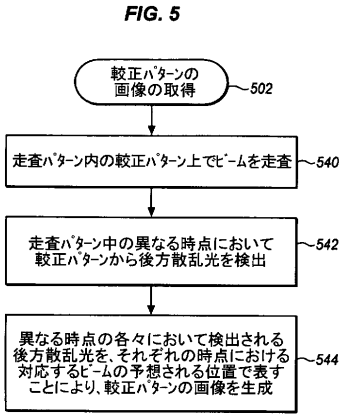 FIG. 5
較正パターンの
画像の取得
502
走査パターン内の較正パターン上でビームを走査
540
走査パターン中の異なる時点において
較正パターンから後方散乱光を検出
542
異なる時点の各々において検出される
後方散乱光を、それぞれの時点における
対応するビームの予想される位置で表す
ことにより、較正パターンの画像を生成
544